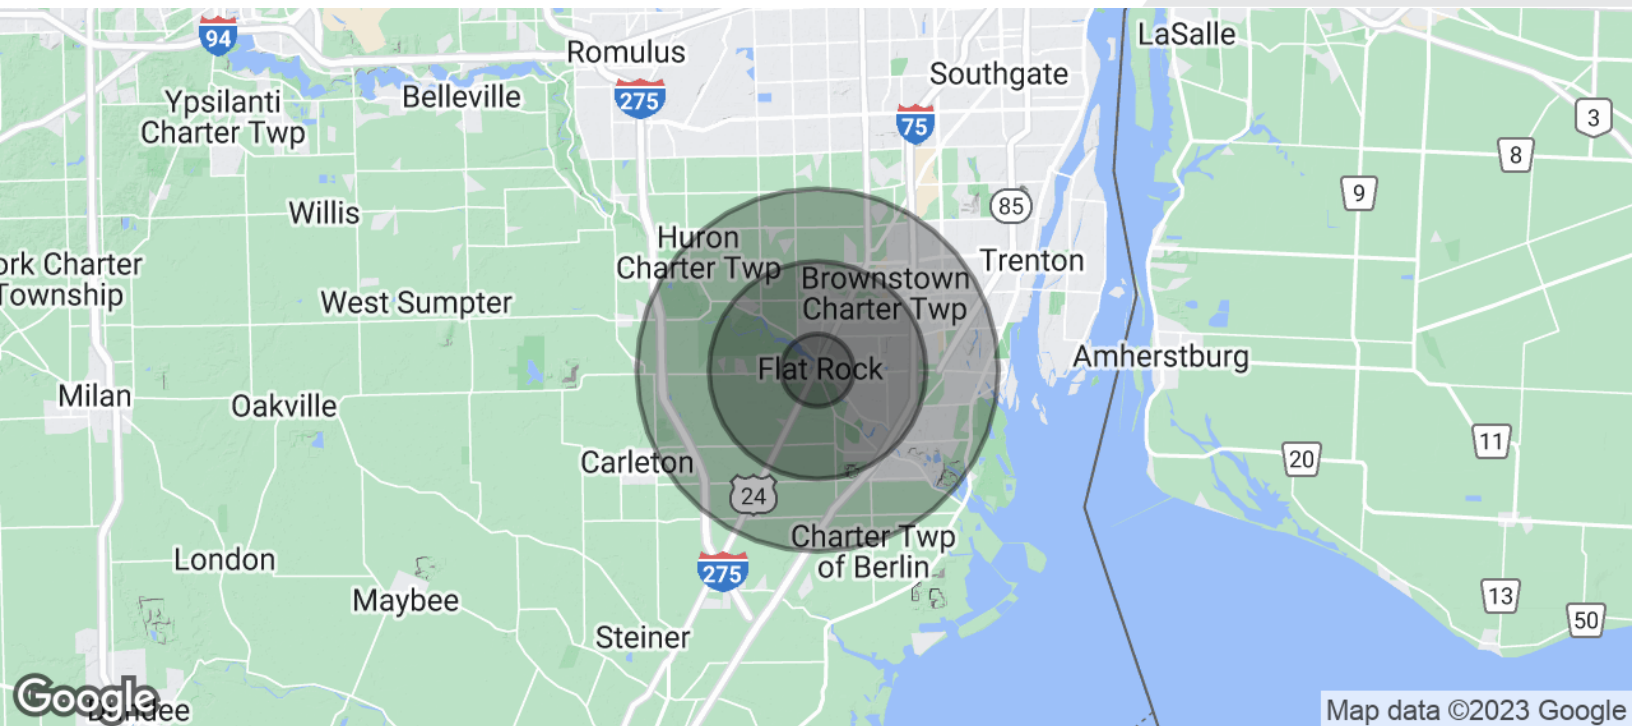 94
Romulus
LaSalle
Southgate
275
Belleville
Ypsilanti
Charter Twp
75
3
8
9
85
Willis
Huron
Charter Twp
Trenton
ork Charter
Township
Brownstown
Charter Twp
West Sumpter
Amherstburg
Flat Rock
Milan
Oakville
11
20
Carleton
24
Charter Twp
of Berlin
London
275
Maybee
13
50
Steiner
Google
Dundee
Map data ©2023 Google